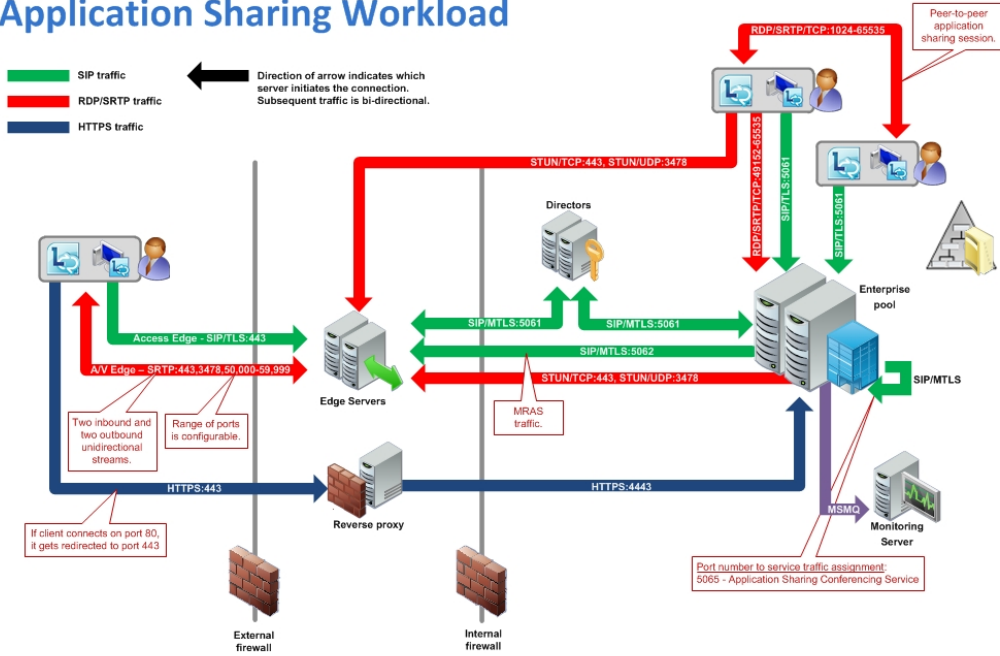 Application Sharing Workload
SIP traffic
RDP/SRTP traffic
HTTPS traffic
Direction of arrow indicates which
server initiates the connection.
Subsequent traffic is bi-directional.
RDP/SRTP/TCP:1024-65535
Peer-to-peer
application
sharing session.
STUN/TCP:443, STUN/UDP:3478
RDP/SRTP/TCP:49152-65535
SIP/TLS:5061
SIP/TLS:5061
Directors
Enterprise
pool
SIP/MTLS:5061
SIP/MTLS:5061
Access Edge - SIP/TLS:443
SIP/MTLS:5062
A/V Edge – SRTP:443,3478,50,000-59,999
STUN/TCP:443, STUN/UDP:3478
SIP/MTLS
Edge Servers
Two inbound and
two outbound
unidirectional
streams.
Range of ports
is configurable.
MRAS
traffic.
HTTPS:443
HTTPS:4443
Reverse proxy
MSMQ
Monitoring
Server
If client connects on port 80,
it gets redirected to port 443
Port number to service traffic assignment:
5065 - Application Sharing Conferencing Service
External
firewall
Internal
firewall